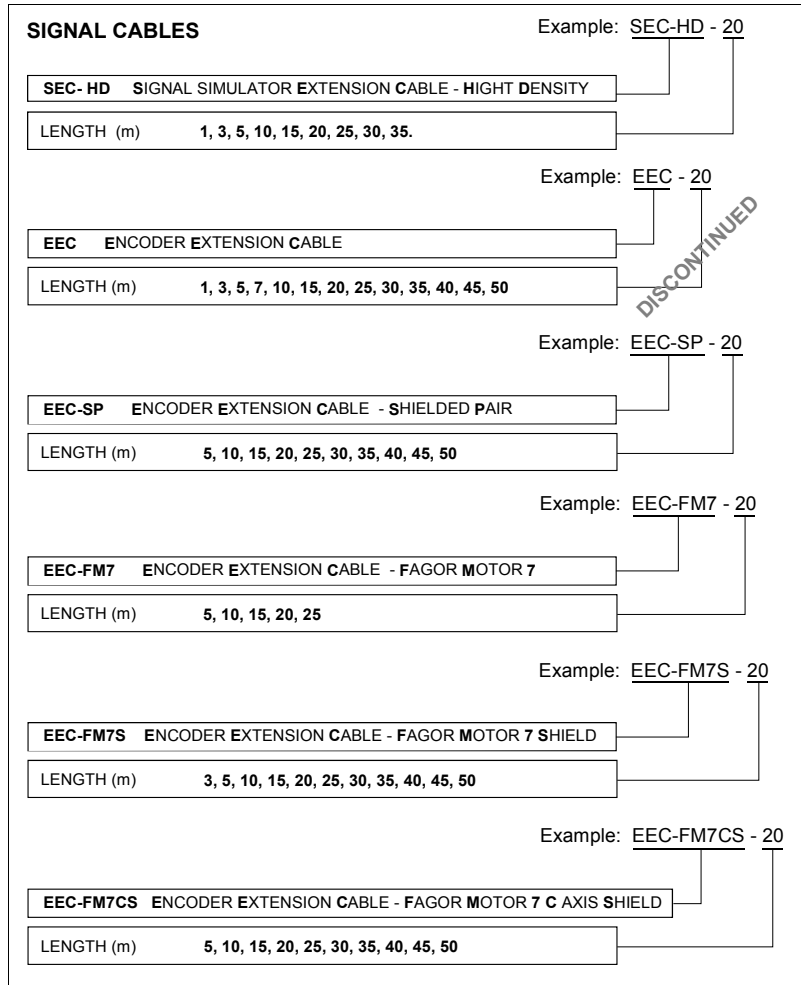 SIGNAL CABLES
Example: SEC-HD - 20
SEC- HD SIGNAL SIMULATOR EXTENSION CABLE - HIGHT DENSITY
LENGTH (m) 1, 3, 5, 10, 15, 20, 25, 30, 35.
Example: EEC - 20
DISCONTINUED
EEC ENCODER EXTENSION CABLE
LENGTH (m) 1, 3, 5, 7, 10, 15, 20, 25, 30, 35, 40, 45, 50
Example: EEC-SP - 20
EEC-SP ENCODER EXTENSION CABLE - SHIELDED PAIR
LENGTH (m) 5, 10, 15, 20, 25, 30, 35, 40, 45, 50
Example: EEC-FM7 - 20
EEC-FM7 ENCODER EXTENSION CABLE - FAGOR MOTOR 7
LENGTH (m) 5, 10, 15, 20, 25
Example: EEC-FM7S - 20
EEC-FM7S ENCODER EXTENSION CABLE - FAGOR MOTOR 7 SHIELD
LENGTH (m) 3, 5, 10, 15, 20, 25, 30, 35, 40, 45, 50
Example: EEC-FM7CS - 20
EEC-FM7CS ENCODER EXTENSION CABLE - FAGOR MOTOR 7 C AXIS SHIELD
LENGTH (m) 5, 10, 15, 20, 25, 30, 35, 40, 45, 50